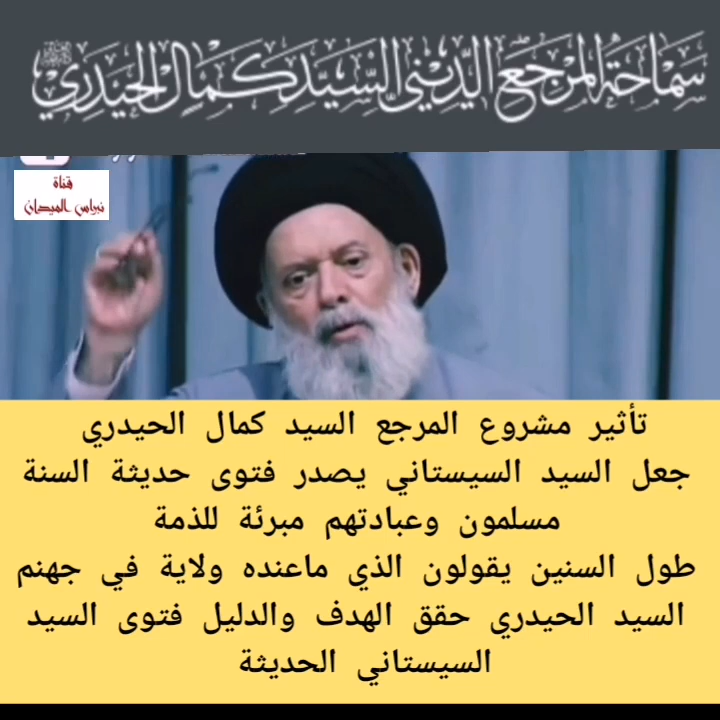 سماحة المرجع الديني السيد كمال الحيدري
قناة
نبراس الميدان
تأثير مشروع المرجع السيد كمال الحيدري
جعل السيد السيستاني يصدر فتوى حديثة السنة
مسلمون وعبادتهم مبرئة للذمة
طول السنين يقولون الذي ماعنده ولاية في جهنم
السيد الحيدري حقق الهدف والدليل فتوى السيد
السيستاني الحديثة